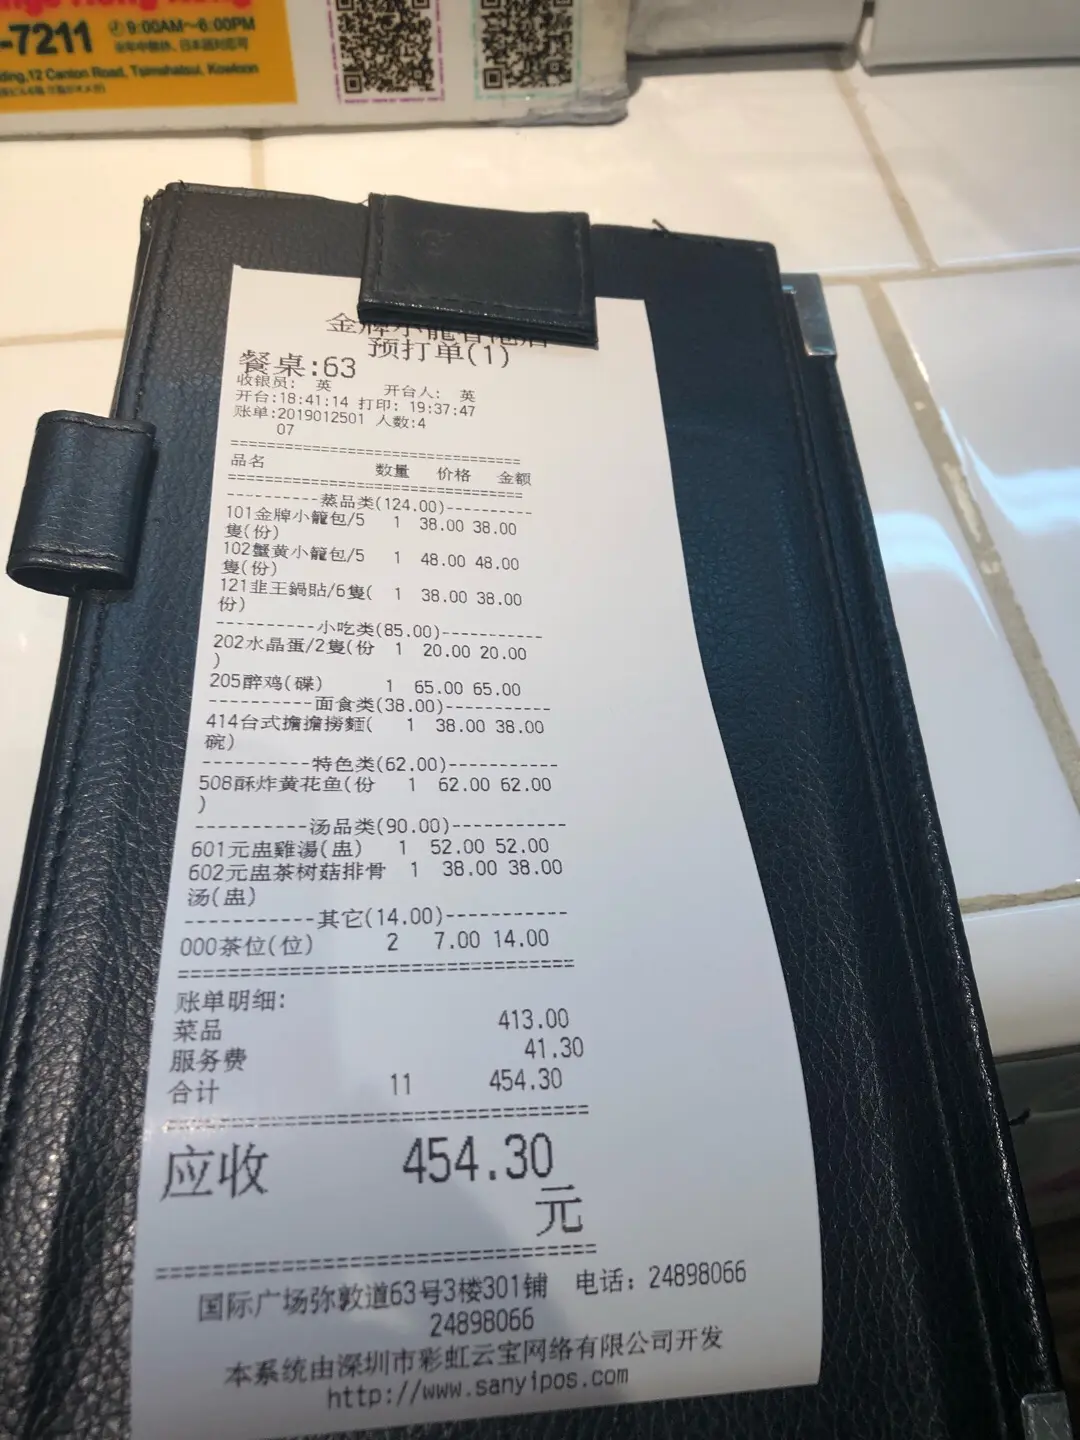 -7211
9:00AM~6:00PM
ding,12 Canton Road, Tsimshatsui, Kowloon
预打单(1)
餐桌:63
收银员: 英 开台人: 英
开台:18:41:14 打印: 19:37:47
账单:2019012501 人数:4
07
品名 数量 价格 金额
----------蒸品类(124.00)----------
101金牌小籠包/5 1 38.00 38.00
隻(份)
102蟹黄小籠包/5 1 48.00 48.00
隻(份)
121韭王鍋貼/6隻( 1 38.00 38.00
份)
----------小吃类(85.00)-----------
202水晶蛋/2隻(份 1 20.00 20.00
)
205醉鸡(碟) 1 65.00 65.00
----------面食类(38.00)-----------
414台式擔擔撈麵( 1 38.00 38.00
碗)
----------特色类(62.00)-----------
508酥炸黄花鱼(份 1 62.00 62.00
)
----------汤品类(90.00)-----------
601元盅雞湯(盅) 1 52.00 52.00
602元盅茶树菇排骨 1 38.00 38.00
汤(盅)
-----------其它(14.00)-----------
000茶位(位) 2 7.00 14.00
账单明细:
菜品 413.00
服务费 41.30
合计 11 454.30
应收 454.30
元
国际广场弥敦道63号3楼301铺 电话: 24898066
24898066
本系统由深圳市彩虹云宝网络有限公司开发
http://www.sanyipos.com